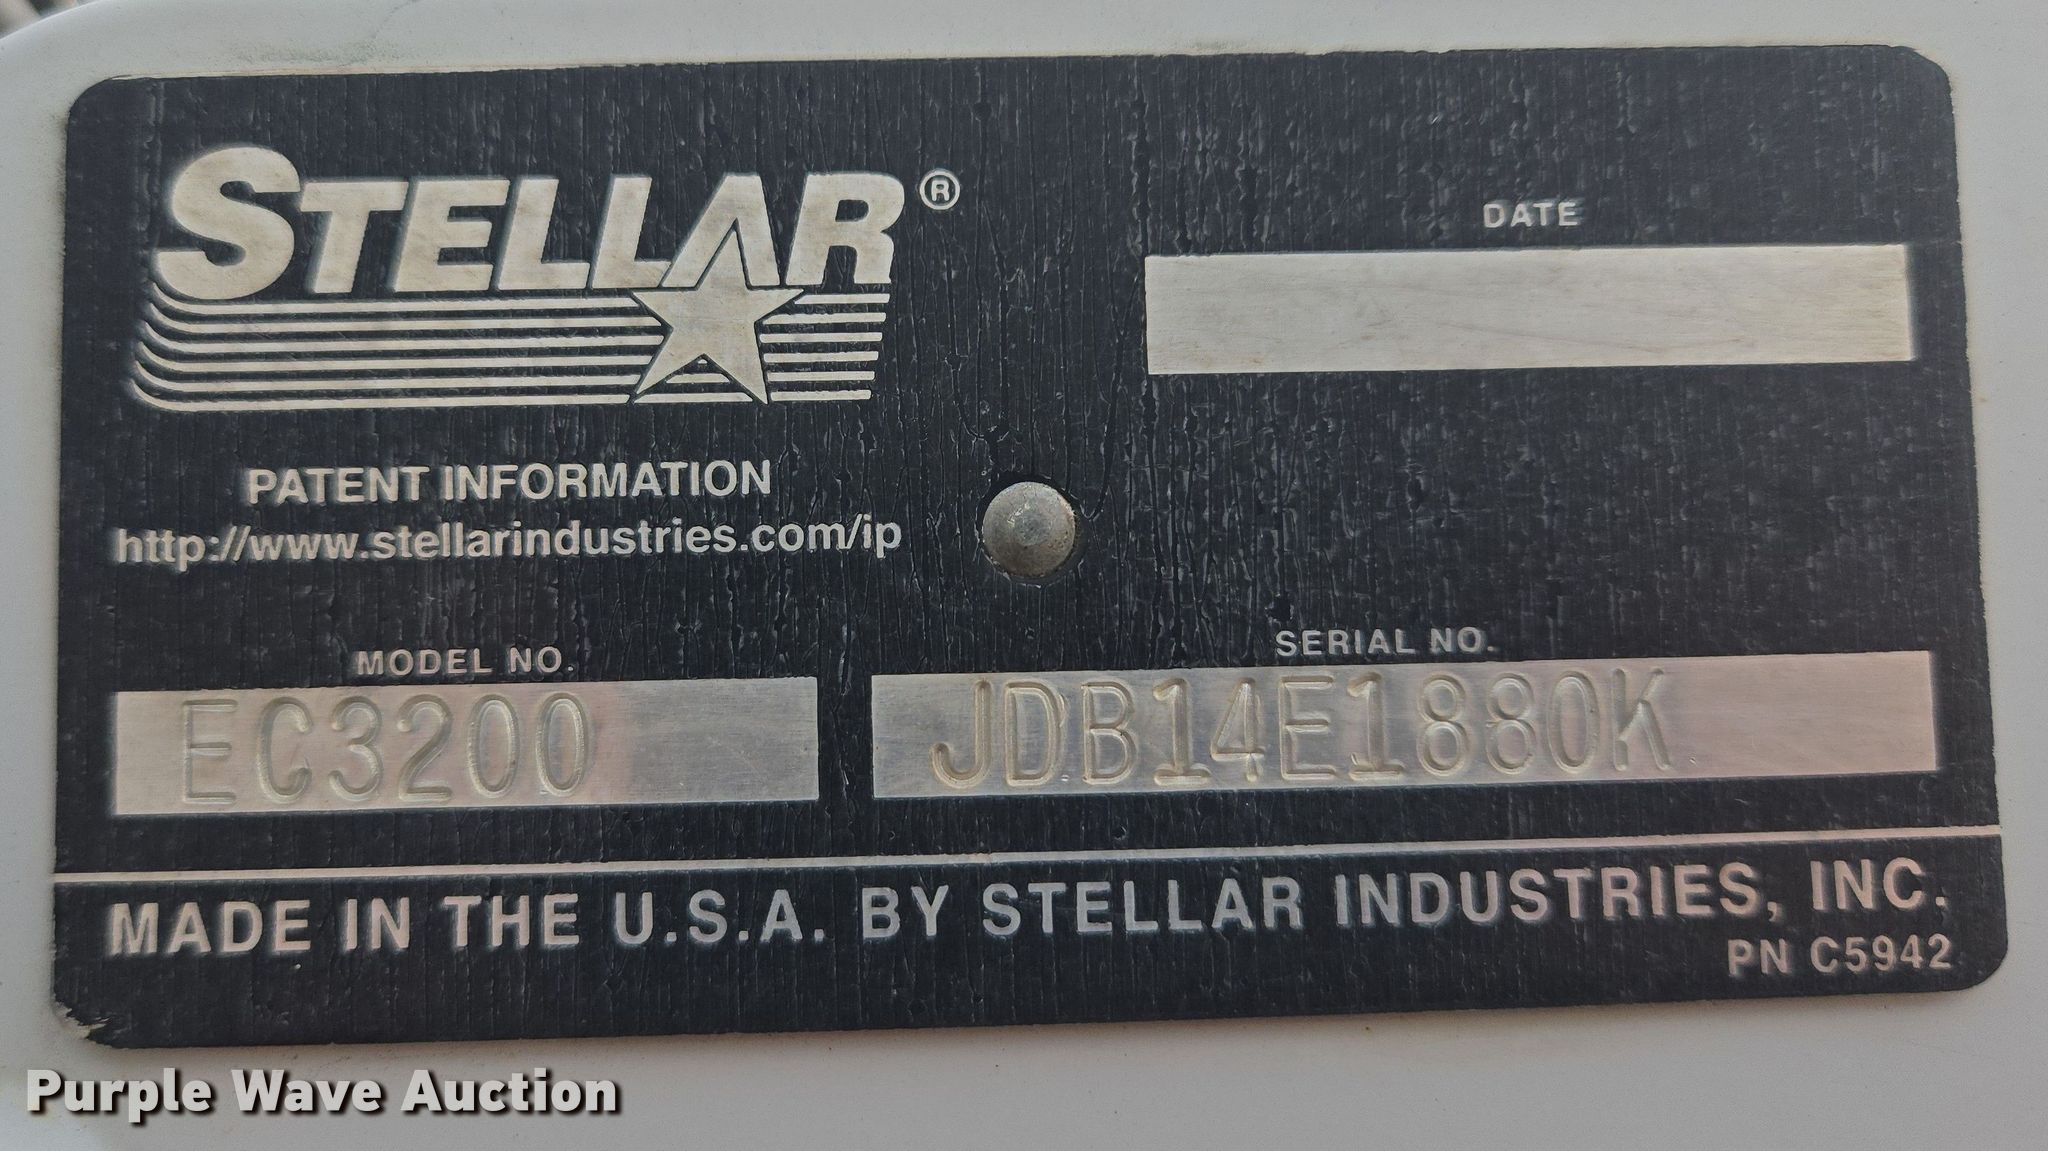 STELLAR®
DATE
PATENT INFORMATION
http://www.stellarindustries.com/ip
MODEL NO.
EC3200
SERIAL NO.
JDB14E1880K
MADE IN THE U.S.A. BY STELLAR INDUSTRIES, INC.
PN C5942
Purple Wave Auction